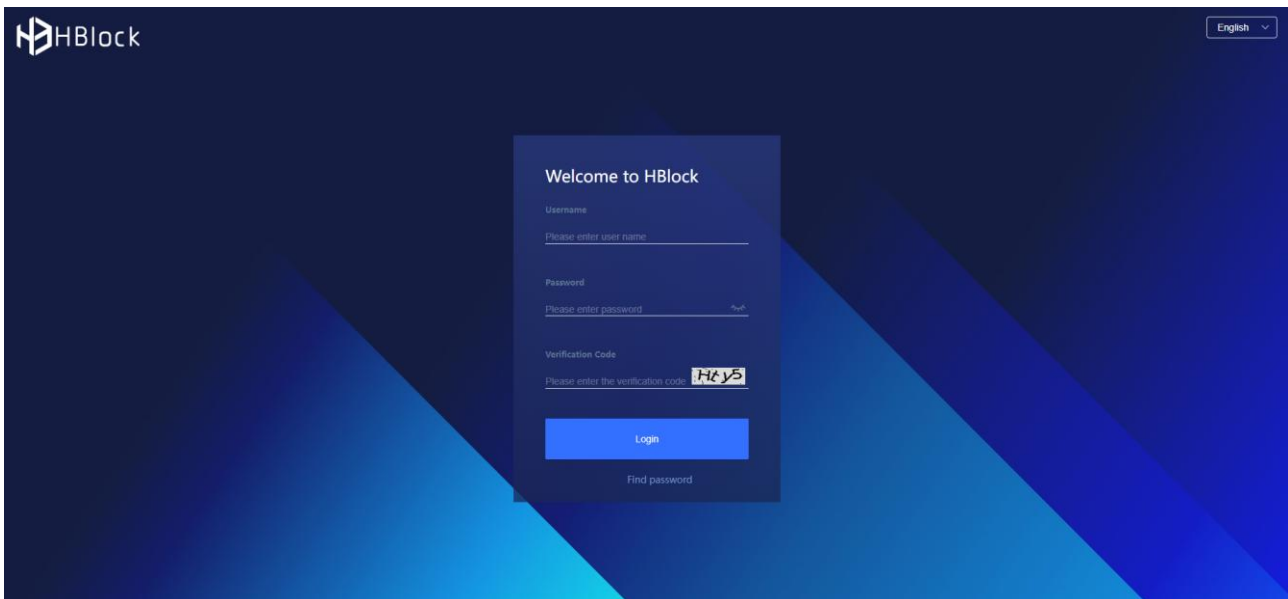 HBlock
English
Welcome to HBlock
Username
Please enter user name
Password
Please enter password
Verification Code
Please enter the verification code
Hty5
Login
Find password